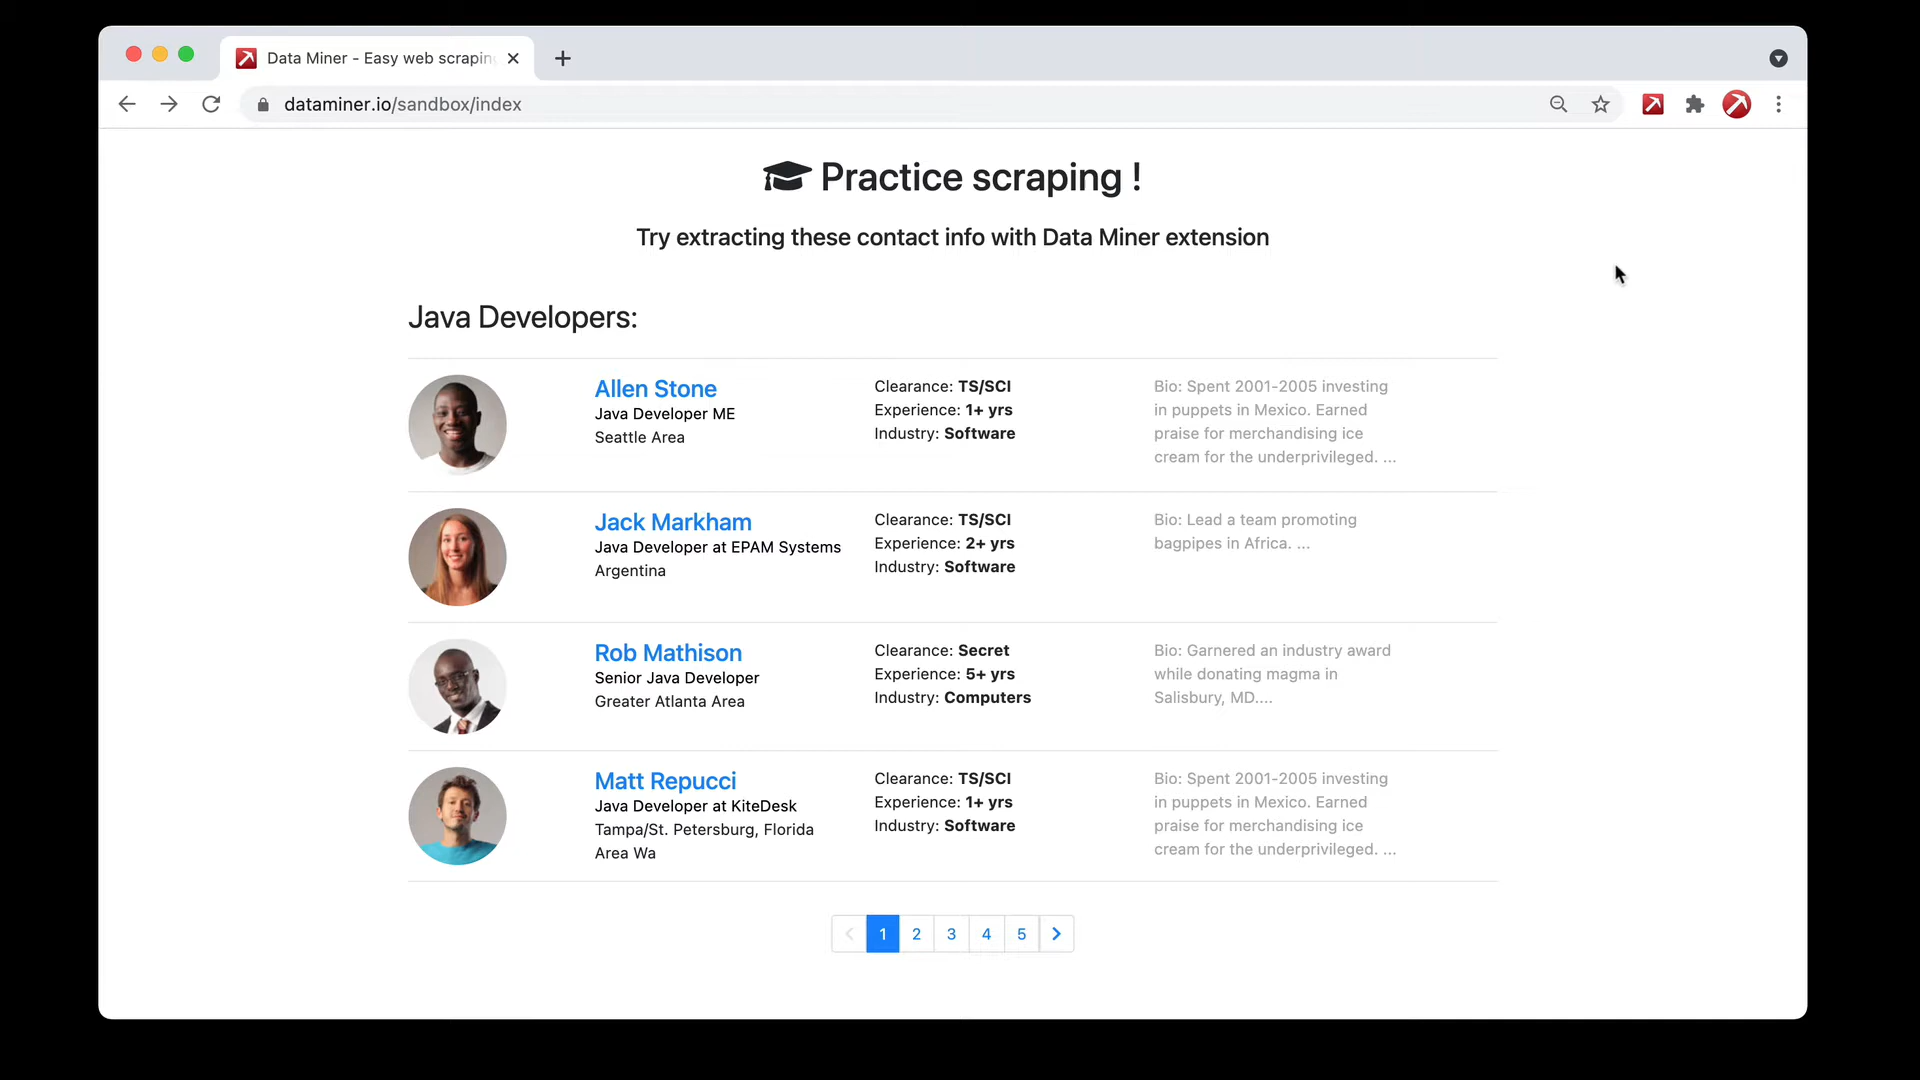 Data Miner - Easy web scraping
dataminer.io/sandbox/index
Practice scraping !
Try extracting these contact info with Data Miner extension
Java Developers:
Allen Stone
Java Developer ME
Seattle Area
Clearance: TS/SCI
Experience: 1+ yrs
Industry: Software
Bio: Spent 2001-2005 investing
in puppets in Mexico. Earned
praise for merchandising ice
cream for the underprivileged. ...
Jack Markham
Java Developer at EPAM Systems
Argentina
Clearance: TS/SCI
Experience: 2+ yrs
Industry: Software
Bio: Lead a team promoting
bagpipes in Africa. ...
Rob Mathison
Senior Java Developer
Greater Atlanta Area
Clearance: Secret
Experience: 5+ yrs
Industry: Computers
Bio: Garnered an industry award
while donating magma in
Salisbury, MD....
Matt Repucci
Java Developer at KiteDesk
Tampa/St. Petersburg, Florida
Area Wa
Clearance: TS/SCI
Experience: 1+ yrs
Industry: Software
Bio: Spent 2001-2005 investing
in puppets in Mexico. Earned
praise for merchandising ice
cream for the underprivileged. ...
1 2 3 4 5